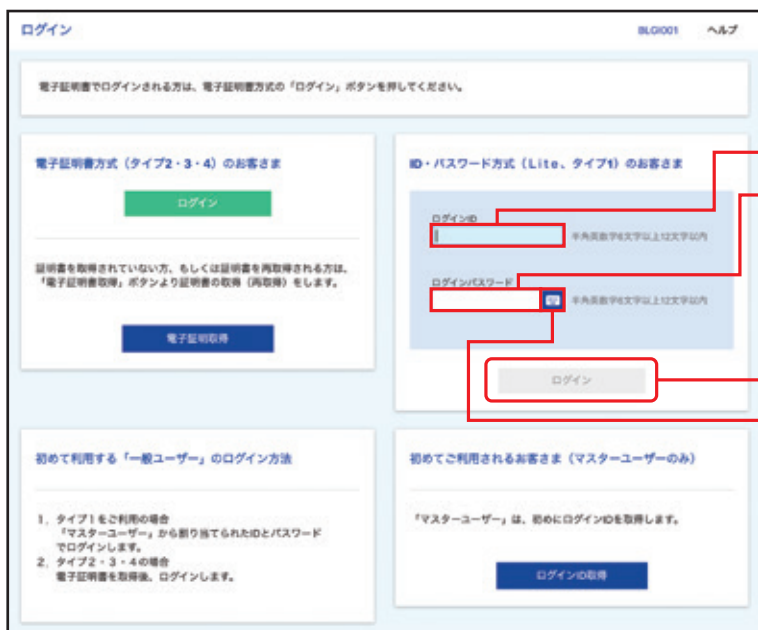 ログイン
BLGI001 ヘルプ
電子証明書でログインされる方は、電子証明書方式の「ログイン」ボタンを押してください。
電子証明書方式（タイプ2・3・4）のお客さま
ログイン
証明書を取得されていない方、もしくは証明書を再取得される方は、
「電子証明書取得」ボタンより証明書の取得（再取得）をします。
電子証明取得
ID・パスワード方式（Lite、タイプ1）のお客さま
ログインID
半角英数字6文字以上12文字以内
ログインパスワード
半角英数字6文字以上12文字以内
ログイン
初めて利用する「一般ユーザー」のログイン方法
1. タイプ1をご利用の場合
「マスターユーザー」から割り当てられたIDとパスワード
でログインします。
2. タイプ2・3・4の場合
電子証明書を取得後、ログインします。
初めてご利用されるお客さま（マスターユーザーのみ）
「マスターユーザー」は、初めにログインIDを取得します。
ログインID取得